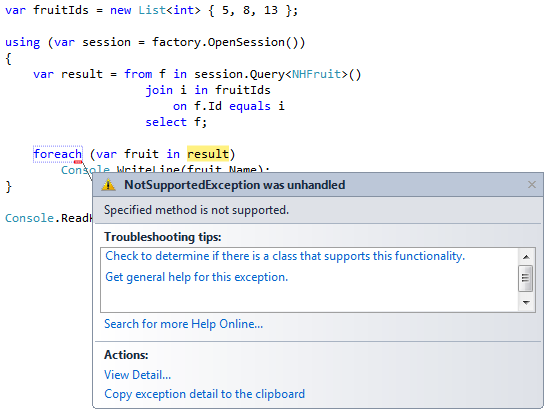 var fruitIds = new List<int> { 5, 8, 13 };
using (var session = factory.OpenSession())
{
var result = from f in session.Query<NHFruit>()
join i in fruitIds
on f.Id equals i
select f;
foreach (var fruit in result)
Console.WriteLine(fruit.Name);
}
NotSupportedException was unhandled
Specified method is not supported.
Console.ReadK
Troubleshooting tips:
Check to determine if there is a class that supports this functionality.
Get general help for this exception.
Search for more Help Online...
Actions:
View Detail...
Copy exception detail to the clipboard